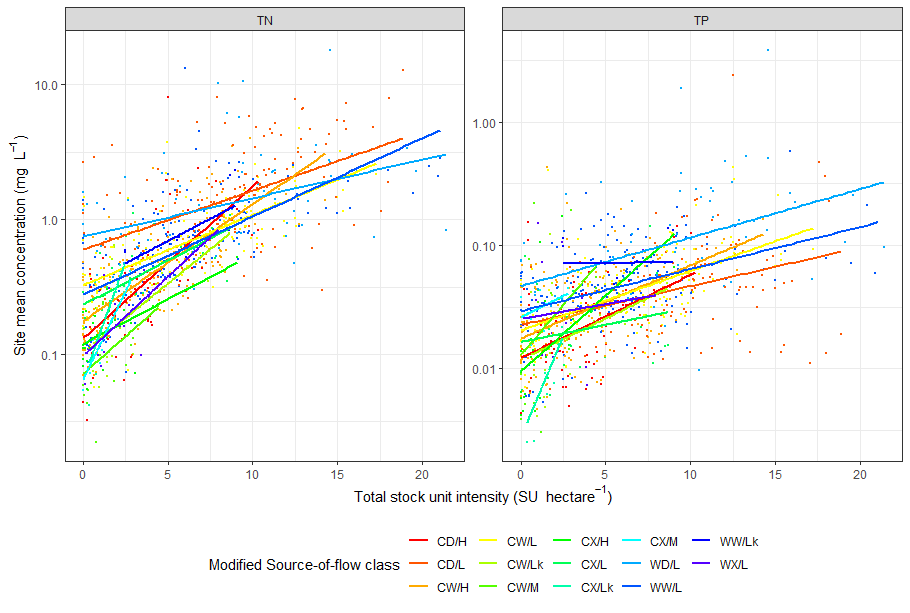 TN TP
10.0
1.0
0.1
1.00
0.10
0.01
Site mean concentration (mg L⁻¹)
0 5 10 15 20 0 5 10 15 20
Total stock unit intensity (SU hectare⁻¹)
Modified Source-of-flow class
CD/H CW/L CX/H CX/M WW/Lk
CD/L CW/Lk CX/L WD/L WX/L
CW/H CW/M CX/Lk WW/L